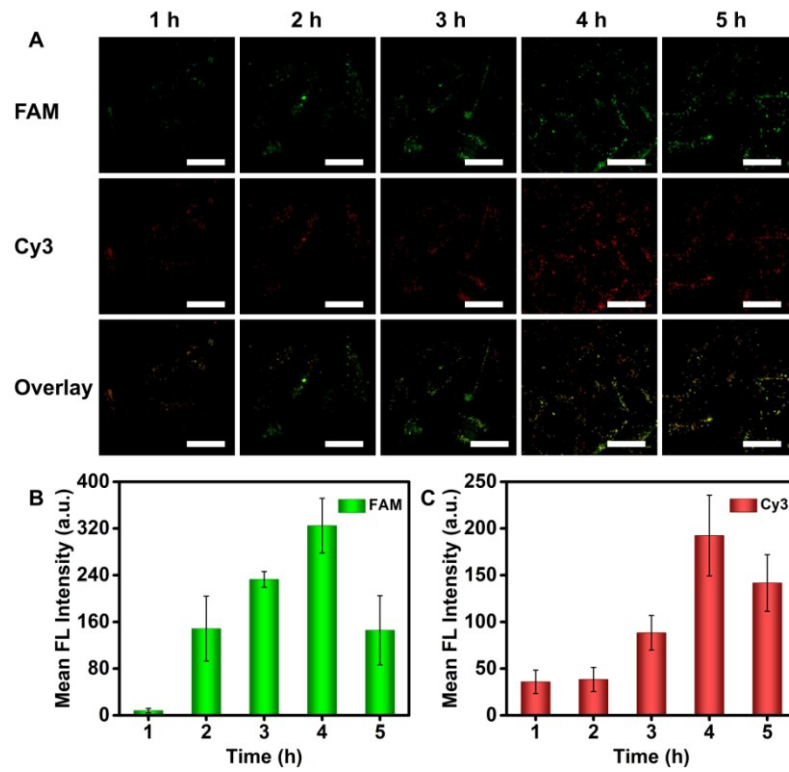 A
1 h 2 h 3 h 4 h 5 h
FAM
Cy3
Overlay
B
400
320
240
160
80
0
Mean FL Intensity (a.u.)
FAM
1 2 3 4 5
Time (h)
C
250
200
150
100
50
0
Mean FL Intensity (a.u.)
Cy3
1 2 3 4 5
Time (h)